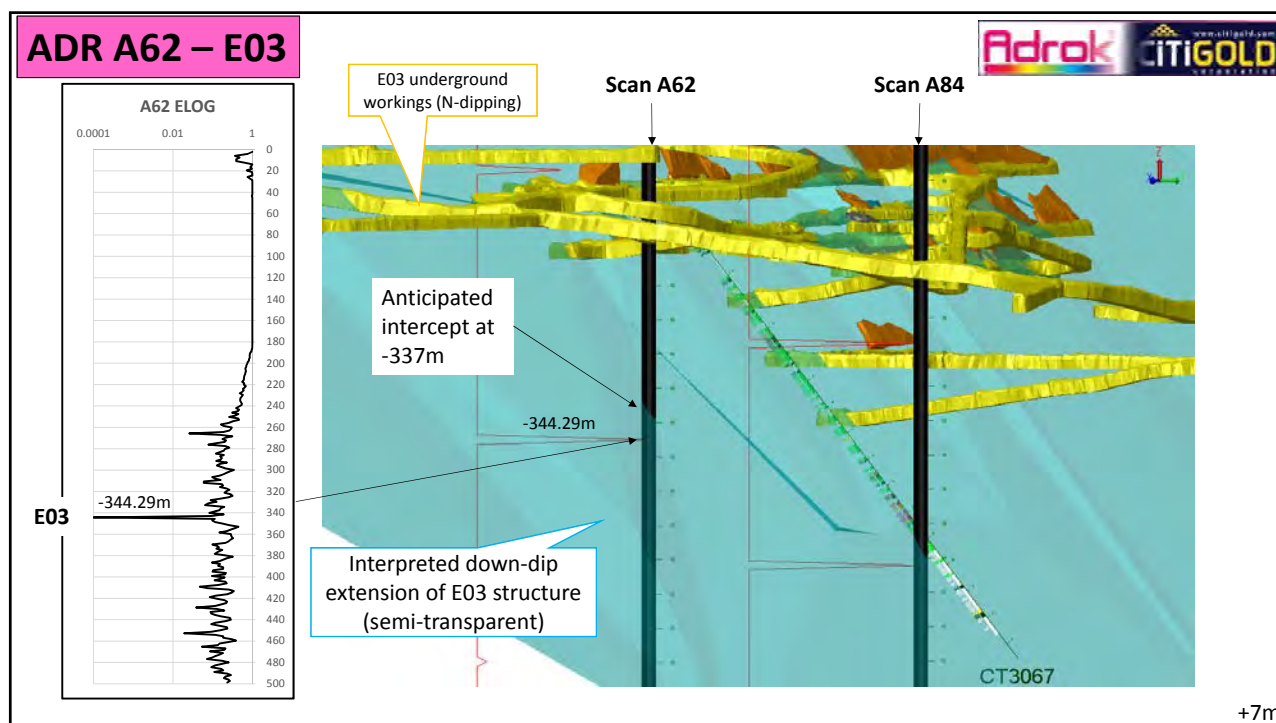 ADR A62 – E03
Adrok
www.citigold.com
CITIGOLD
corporation
A62 ELOG
0.0001 0.01 1
0
20
40
60
80
100
120
140
160
180
200
220
240
260
280
300
320
340
360
380
400
420
440
460
480
500
E03
-344.29m
E03 underground
workings (N-dipping)
Scan A62
Scan A84
Z
Anticipated
intercept at
-337m
-344.29m
Interpreted down-dip
extension of E03 structure
(semi-transparent)
CT3067
+7m